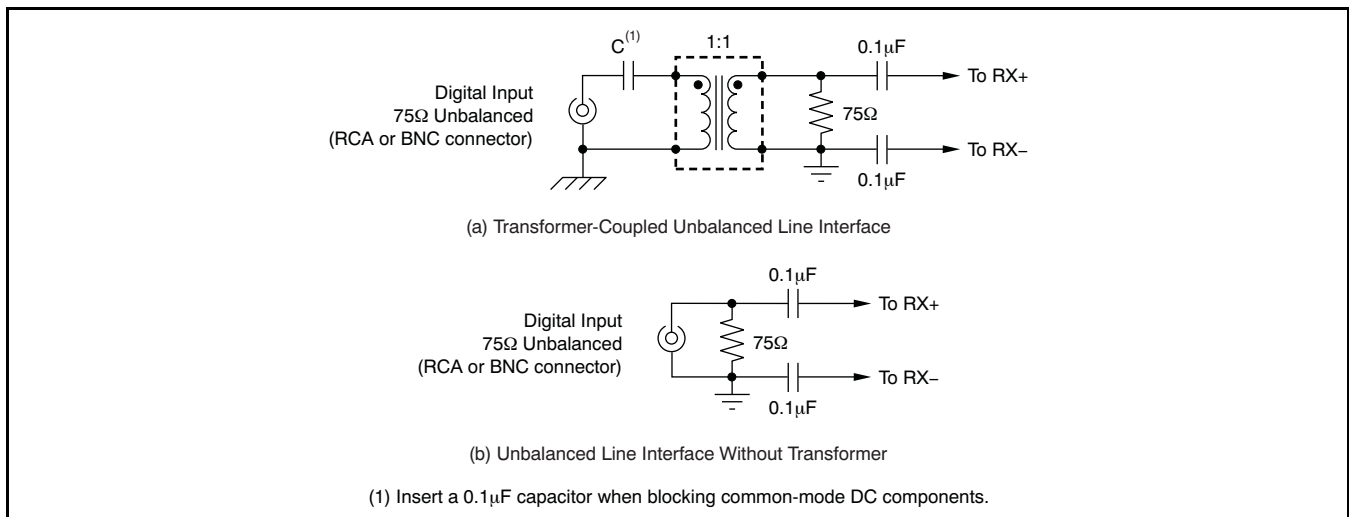 C(1)
1:1
0.1μF
To RX+
Digital Input
75Ω Unbalanced
(RCA or BNC connector)
75Ω
To RX−
0.1μF
(a) Transformer-Coupled Unbalanced Line Interface
0.1μF
To RX+
Digital Input
75Ω Unbalanced
(RCA or BNC connector)
75Ω
To RX−
0.1μF
(b) Unbalanced Line Interface Without Transformer
(1) Insert a 0.1μF capacitor when blocking common-mode DC components.